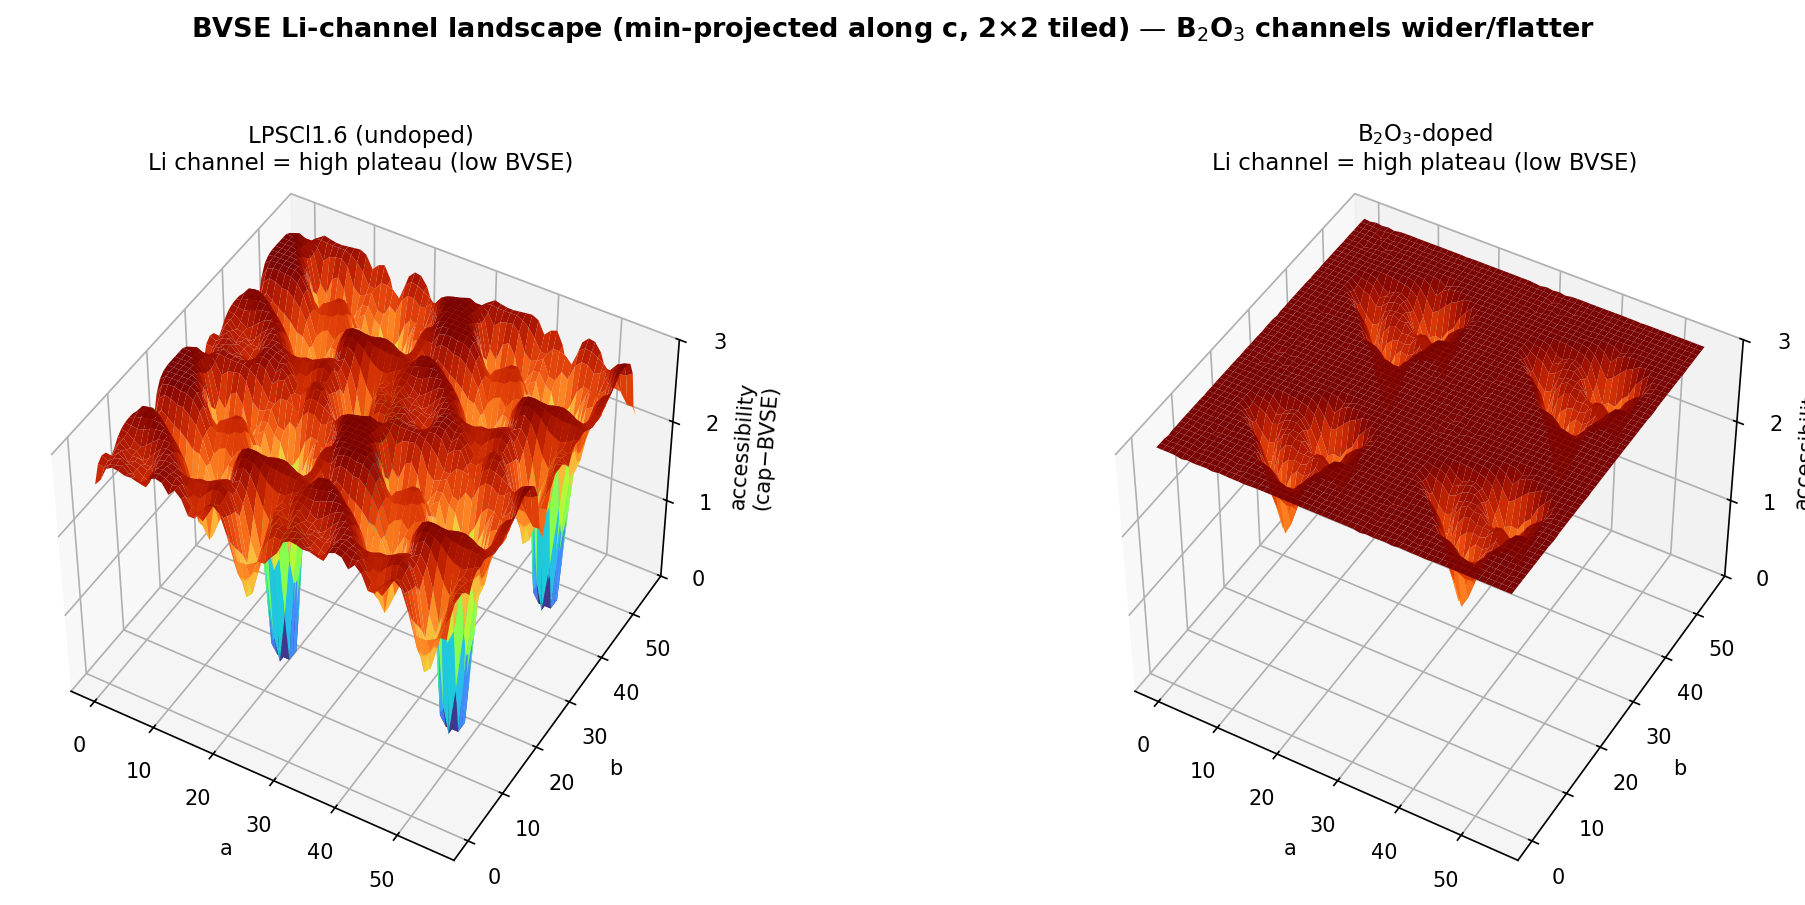 BVSE Li-channel landscape (min-projected along c, 2×2 tiled) — B₂O₃ channels wider/flatter
LPSCl1.6 (undoped)
Li channel = high plateau (low BVSE)
3
2
1
0
accessibility
(cap−BVSE)
50
40
30
20
10
0
b
0
10
20
30
40
50
a
B₂O₃-doped
Li channel = high plateau (low BVSE)
3
2
1
0
50
40
30
20
10
0
b
0
10
20
30
40
50
a